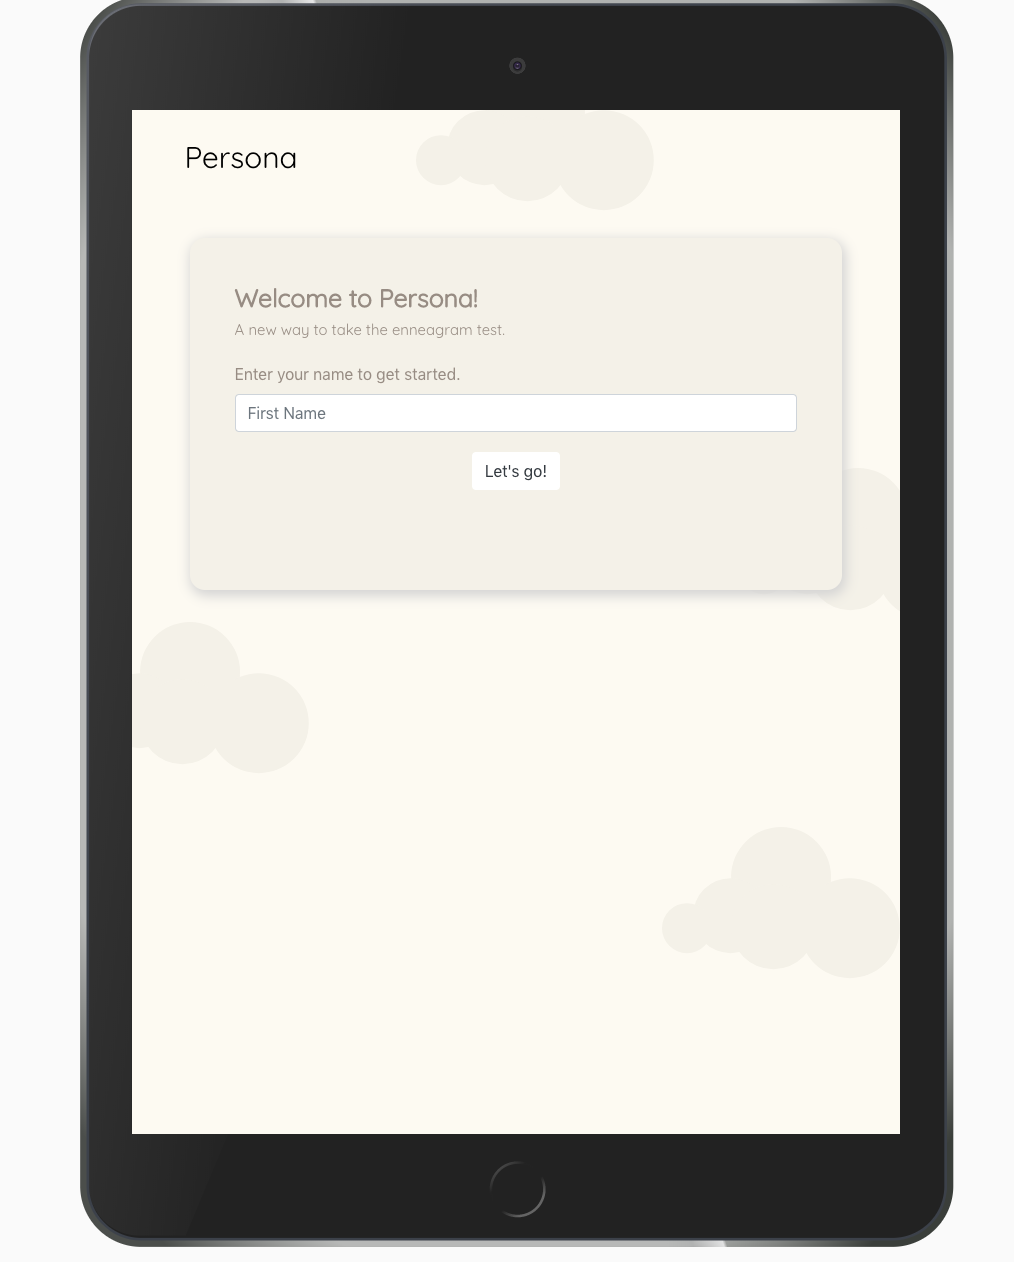 Persona
Welcome to Persona!
A new way to take the enneagram test.
Enter your name to get started.
First Name
Let's go!